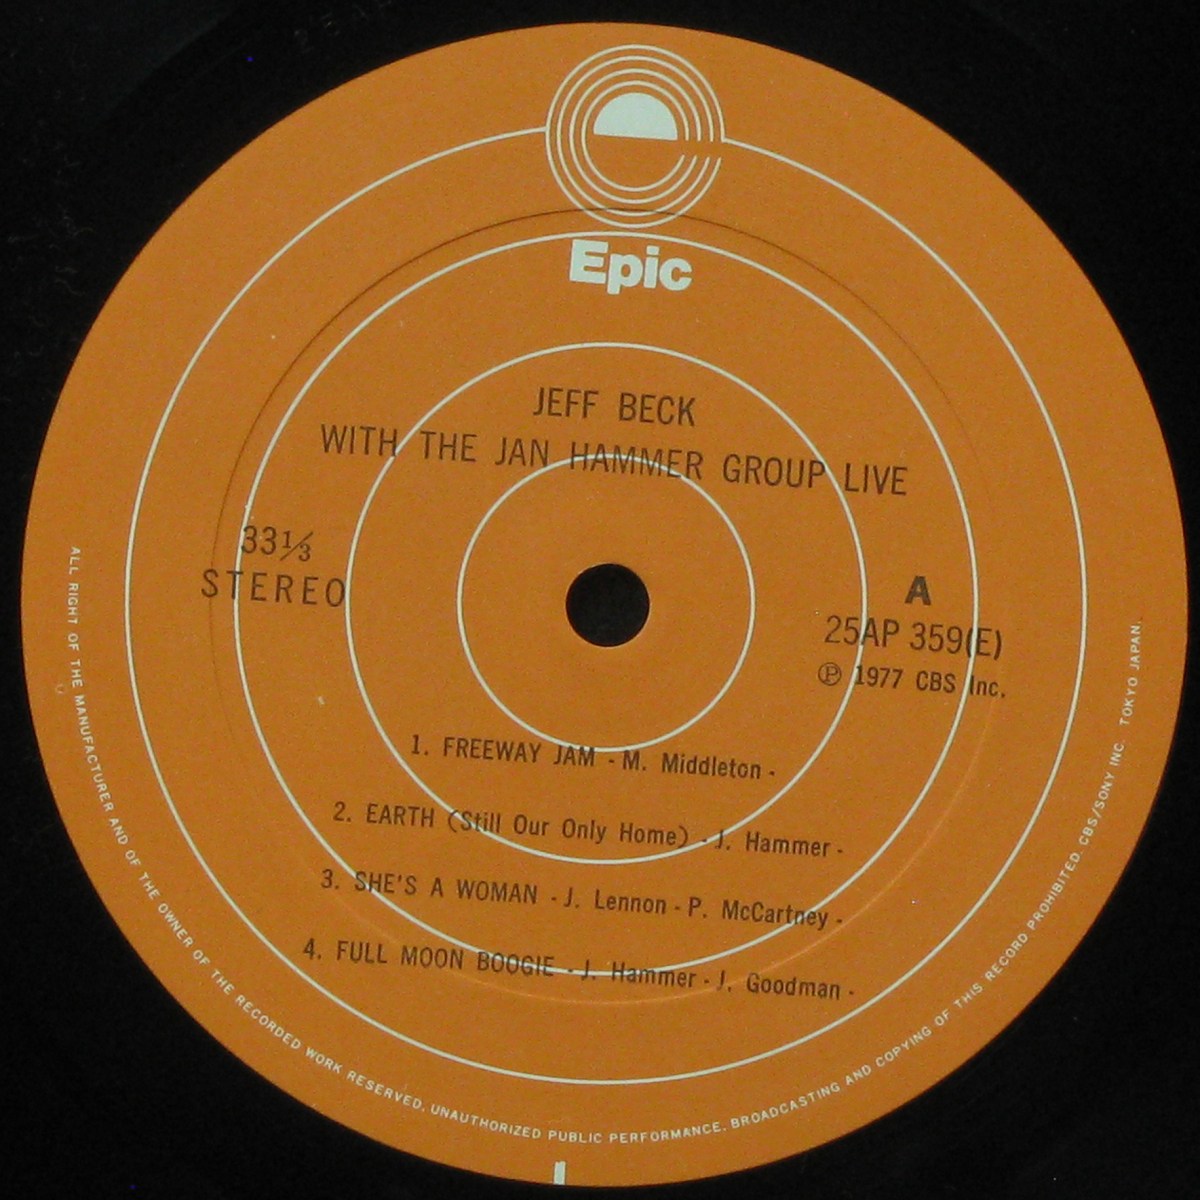 Epic
JEFF BECK
WITH THE JAN HAMMER GROUP LIVE
33⅓
STEREO
A
25AP 359(E)
Ⓟ 1977 CBS Inc.
1. FREEWAY JAM - M. Middleton -
2. EARTH (Still Our Only Home) - J. Hammer -
3. SHE'S A WOMAN - J. Lennon - P. McCartney -
4. FULL MOON BOOGIE - J. Hammer - J. Goodman -
ALL RIGHT OF THE MANUFACTURER AND OF THE OWNER OF THE RECORDED WORK RESERVED. UNAUTHORIZED PUBLIC PERFORMANCE. BROADCASTING AND COPYING OF THIS RECORD PROHIBITED. CBS/SONY INC. TOKYO JAPAN.